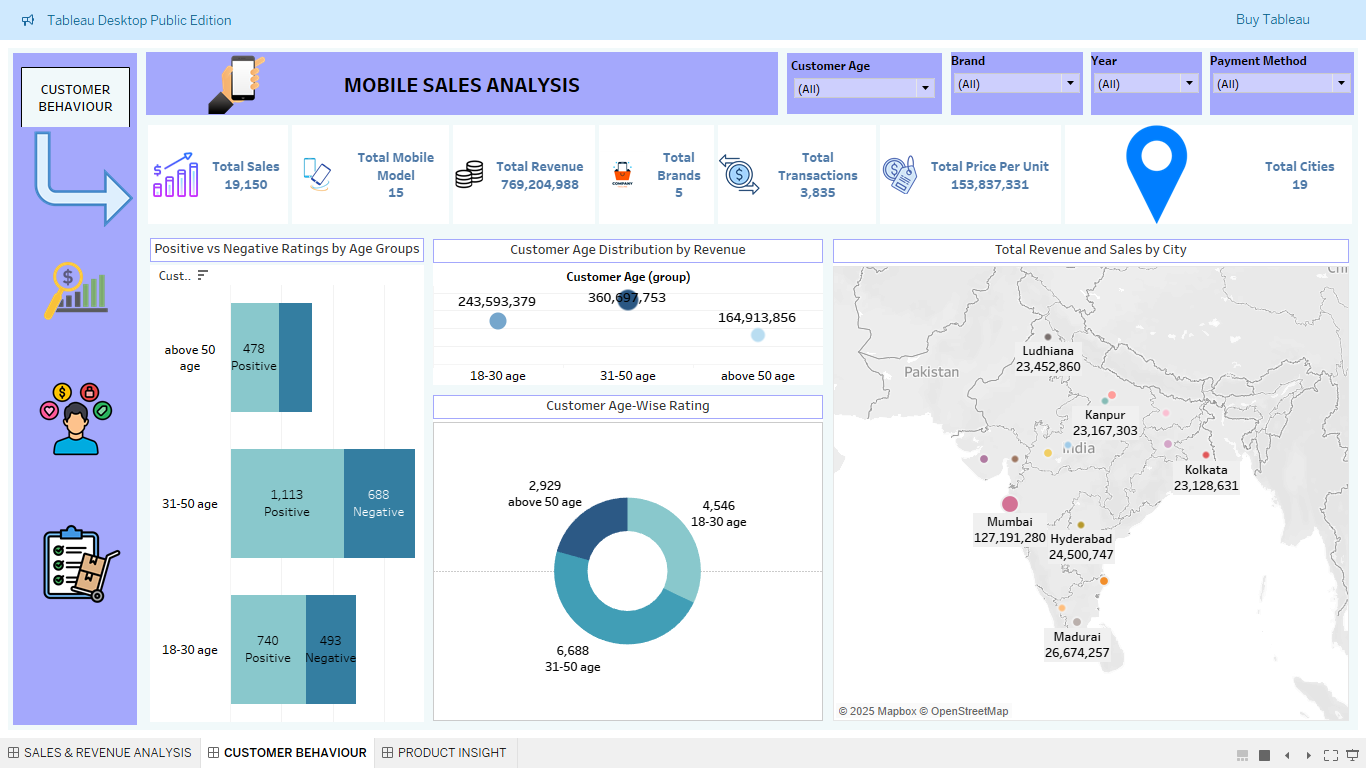 Tableau Desktop Public Edition
Buy Tableau
CUSTOMER
BEHAVIOUR
MOBILE SALES ANALYSIS
Customer Age
(All)
Brand
(All)
Year
(All)
Payment Method
(All)
Total Sales
19,150
Total Mobile
Model
15
Total Revenue
769,204,988
COMPANY
Total
Brands
5
Total
Transactions
3,835
Total Price Per Unit
153,837,331
Total Cities
19
Positive vs Negative Ratings by Age Groups
Cust..
above 50
age
478
Positive
31-50 age
1,113
Positive
688
Negative
18-30 age
740
Positive
493
Negative
Customer Age Distribution by Revenue
Customer Age (group)
243,593,379
360,697,753
164,913,856
18-30 age
31-50 age
above 50 age
Customer Age-Wise Rating
2,929
above 50 age
4,546
18-30 age
6,688
31-50 age
Total Revenue and Sales by City
Chi
Pakistan
Ludhiana
23,452,860
Kanpur
23,167,303
India
Kolkata
23,128,631
Mumbai
127,191,280
Hyderabad
24,500,747
Madurai
26,674,257
© 2025 Mapbox © OpenStreetMap
SALES & REVENUE ANALYSIS
CUSTOMER BEHAVIOUR
PRODUCT INSIGHT